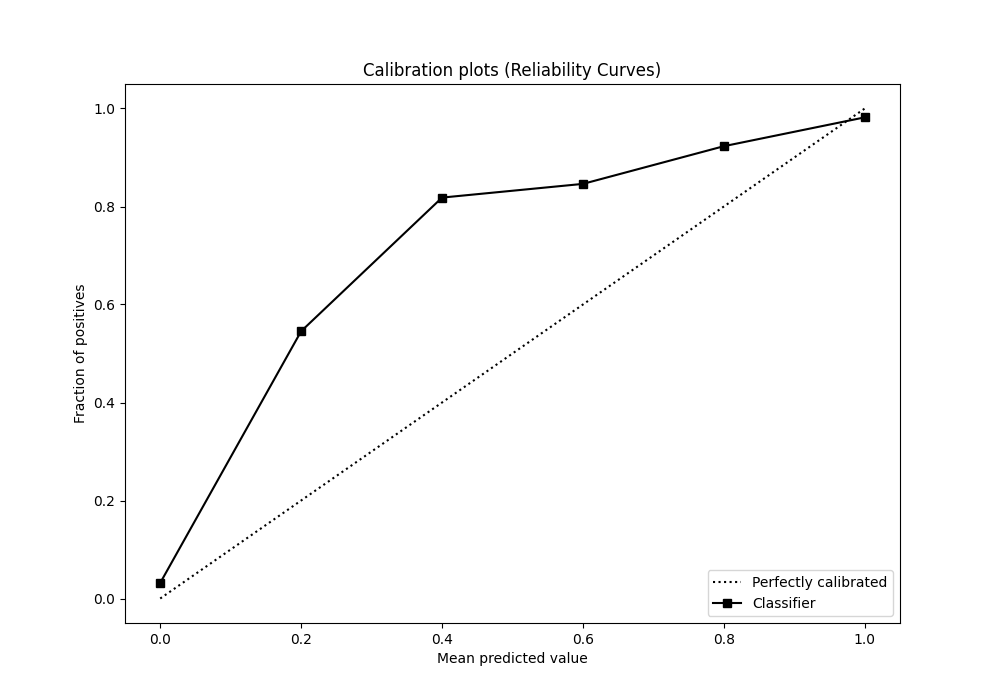 Calibration plots (Reliability Curves)
1.0
0.8
0.6
0.4
0.2
0.0
Fraction of positives
Perfectly calibrated
Classifier
0.0 0.2 0.4 0.6 0.8 1.0
Mean predicted value